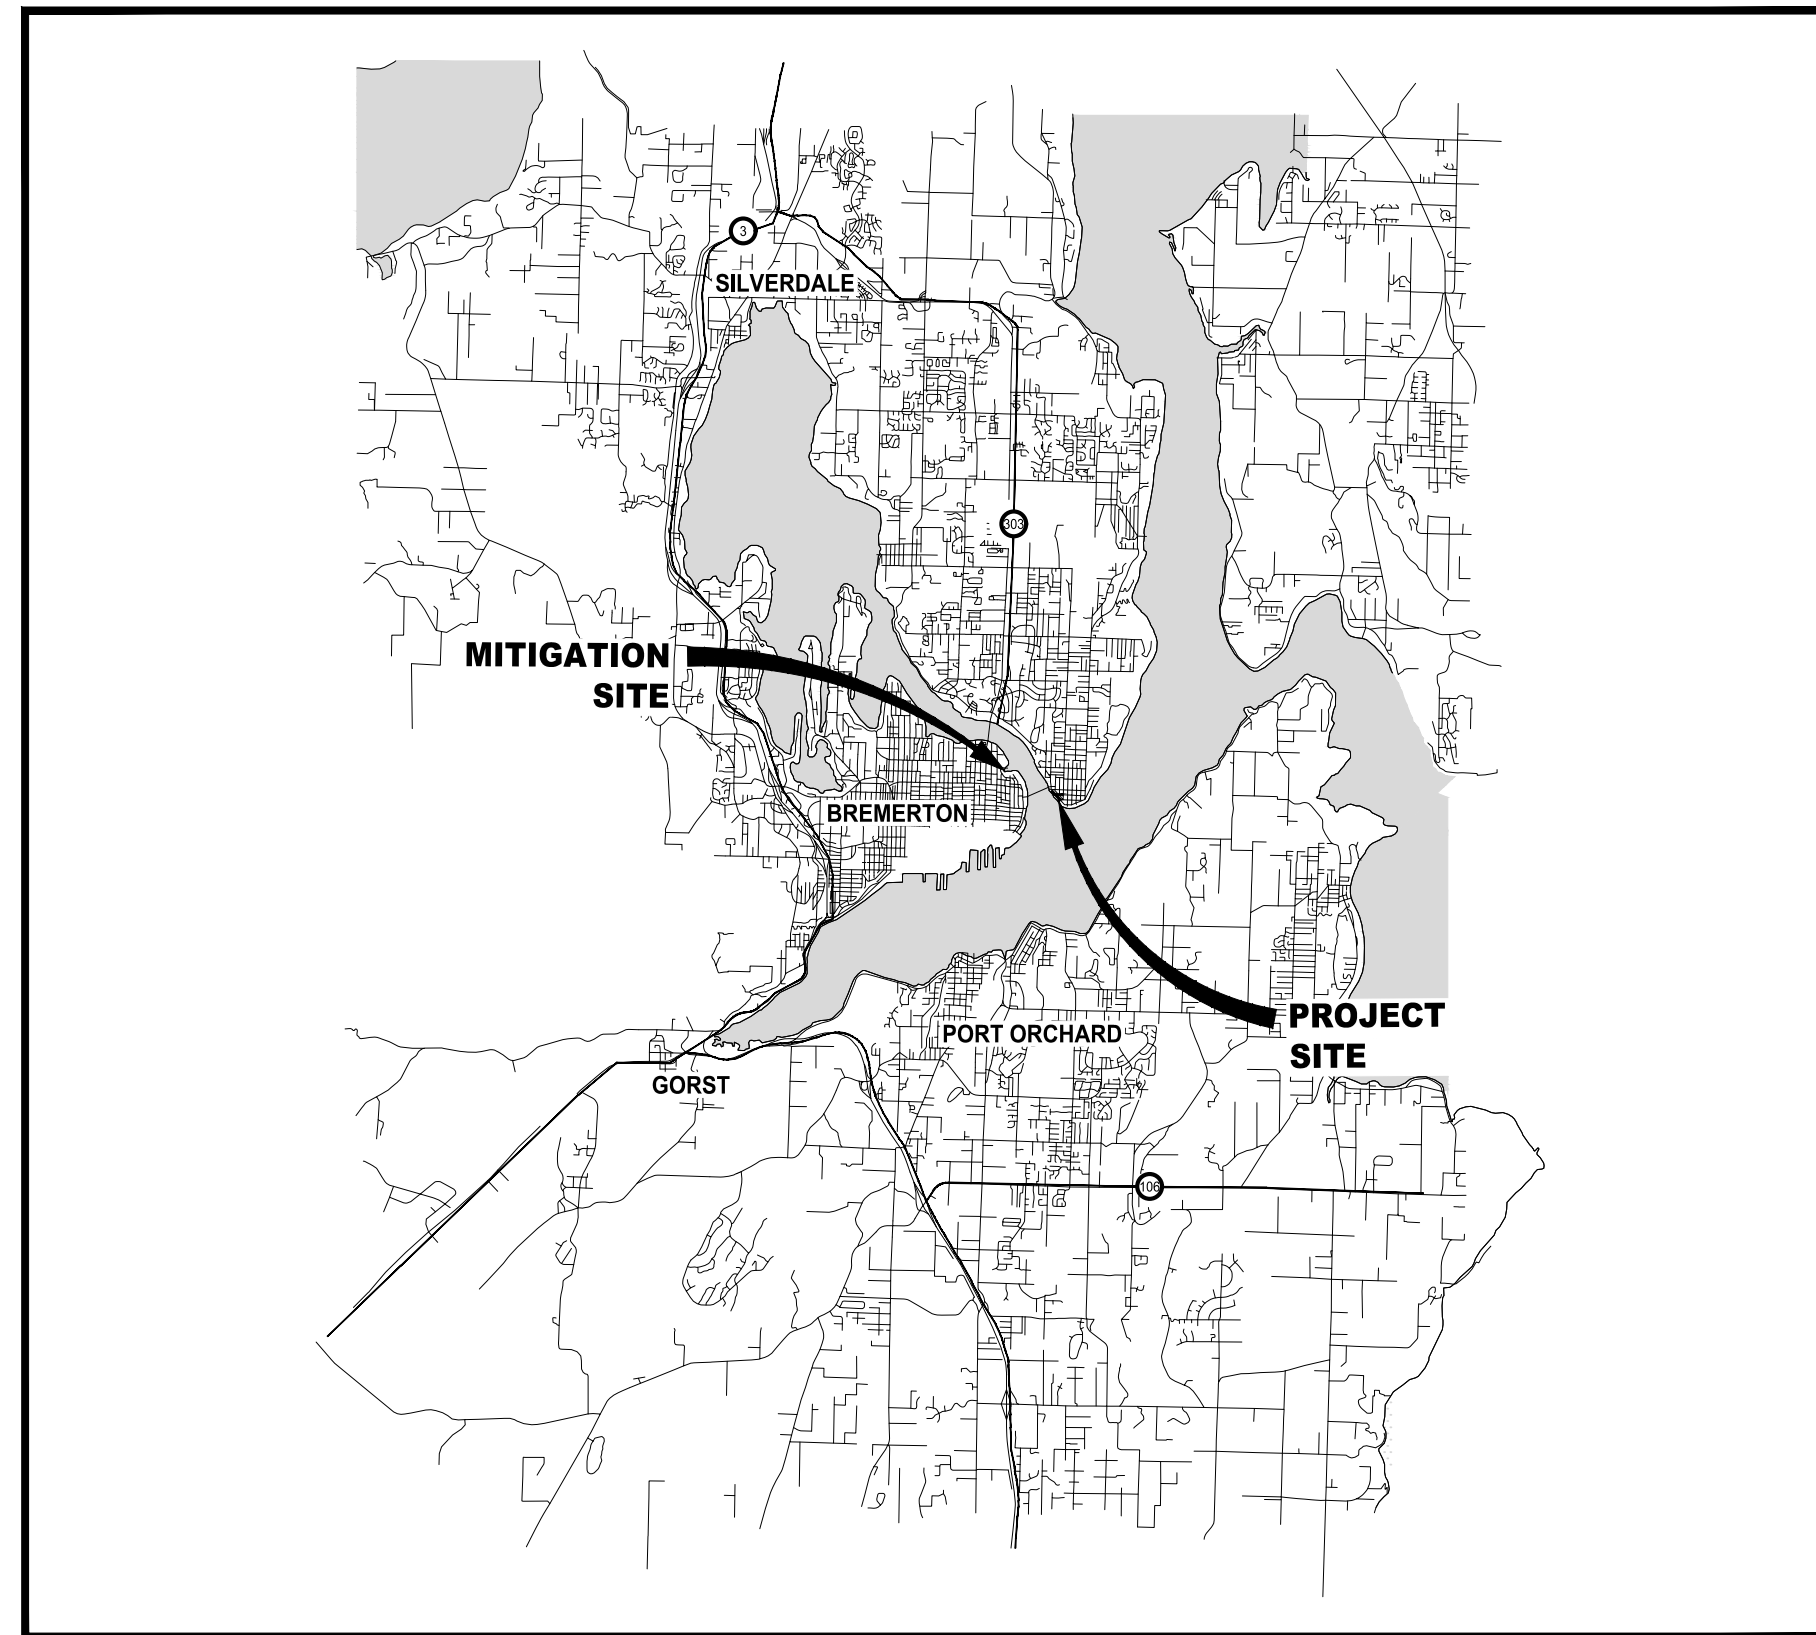 3
SILVERDALE
303
MITIGATION
SITE
BREMERTON
PROJECT
SITE
PORT ORCHARD
GORST
106